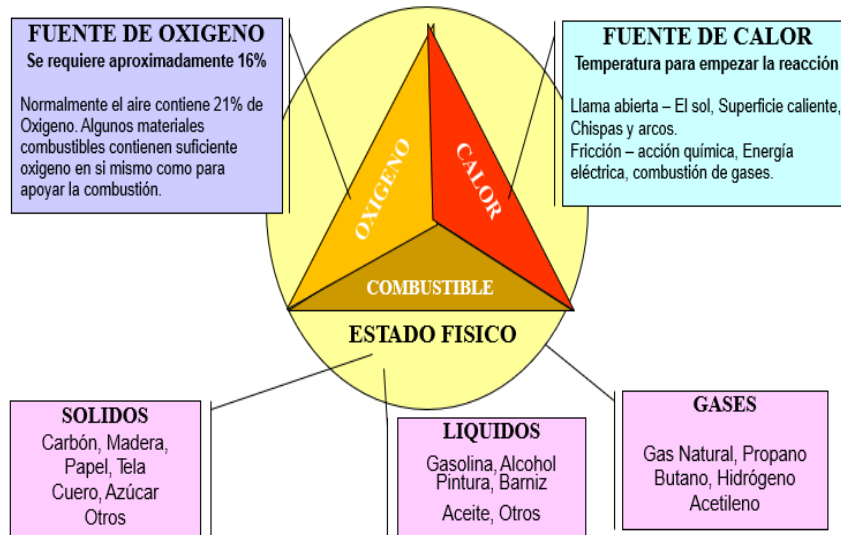 FUENTE DE OXIGENO
Se requiere aproximadamente 16%
Normalmente el aire contiene 21% de
Oxigeno. Algunos materiales
combustibles contienen suficiente
oxigeno en si mismo como para
apoyar la combustión.
FUENTE DE CALOR
Temperatura para empezar la reacción
Llama abierta – El sol, Superficie caliente,
Chispas y arcos.
Fricción – acción química, Energía
eléctrica, combustión de gases.
OXIGENO
CALOR
COMBUSTIBLE
ESTADO FISICO
SOLIDOS
Carbón, Madera,
Papel, Tela
Cuero, Azúcar
Otros
LIQUIDOS
Gasolina, Alcohol
Pintura, Barniz
Aceite, Otros
GASES
Gas Natural, Propano
Butano, Hidrógeno
Acetileno